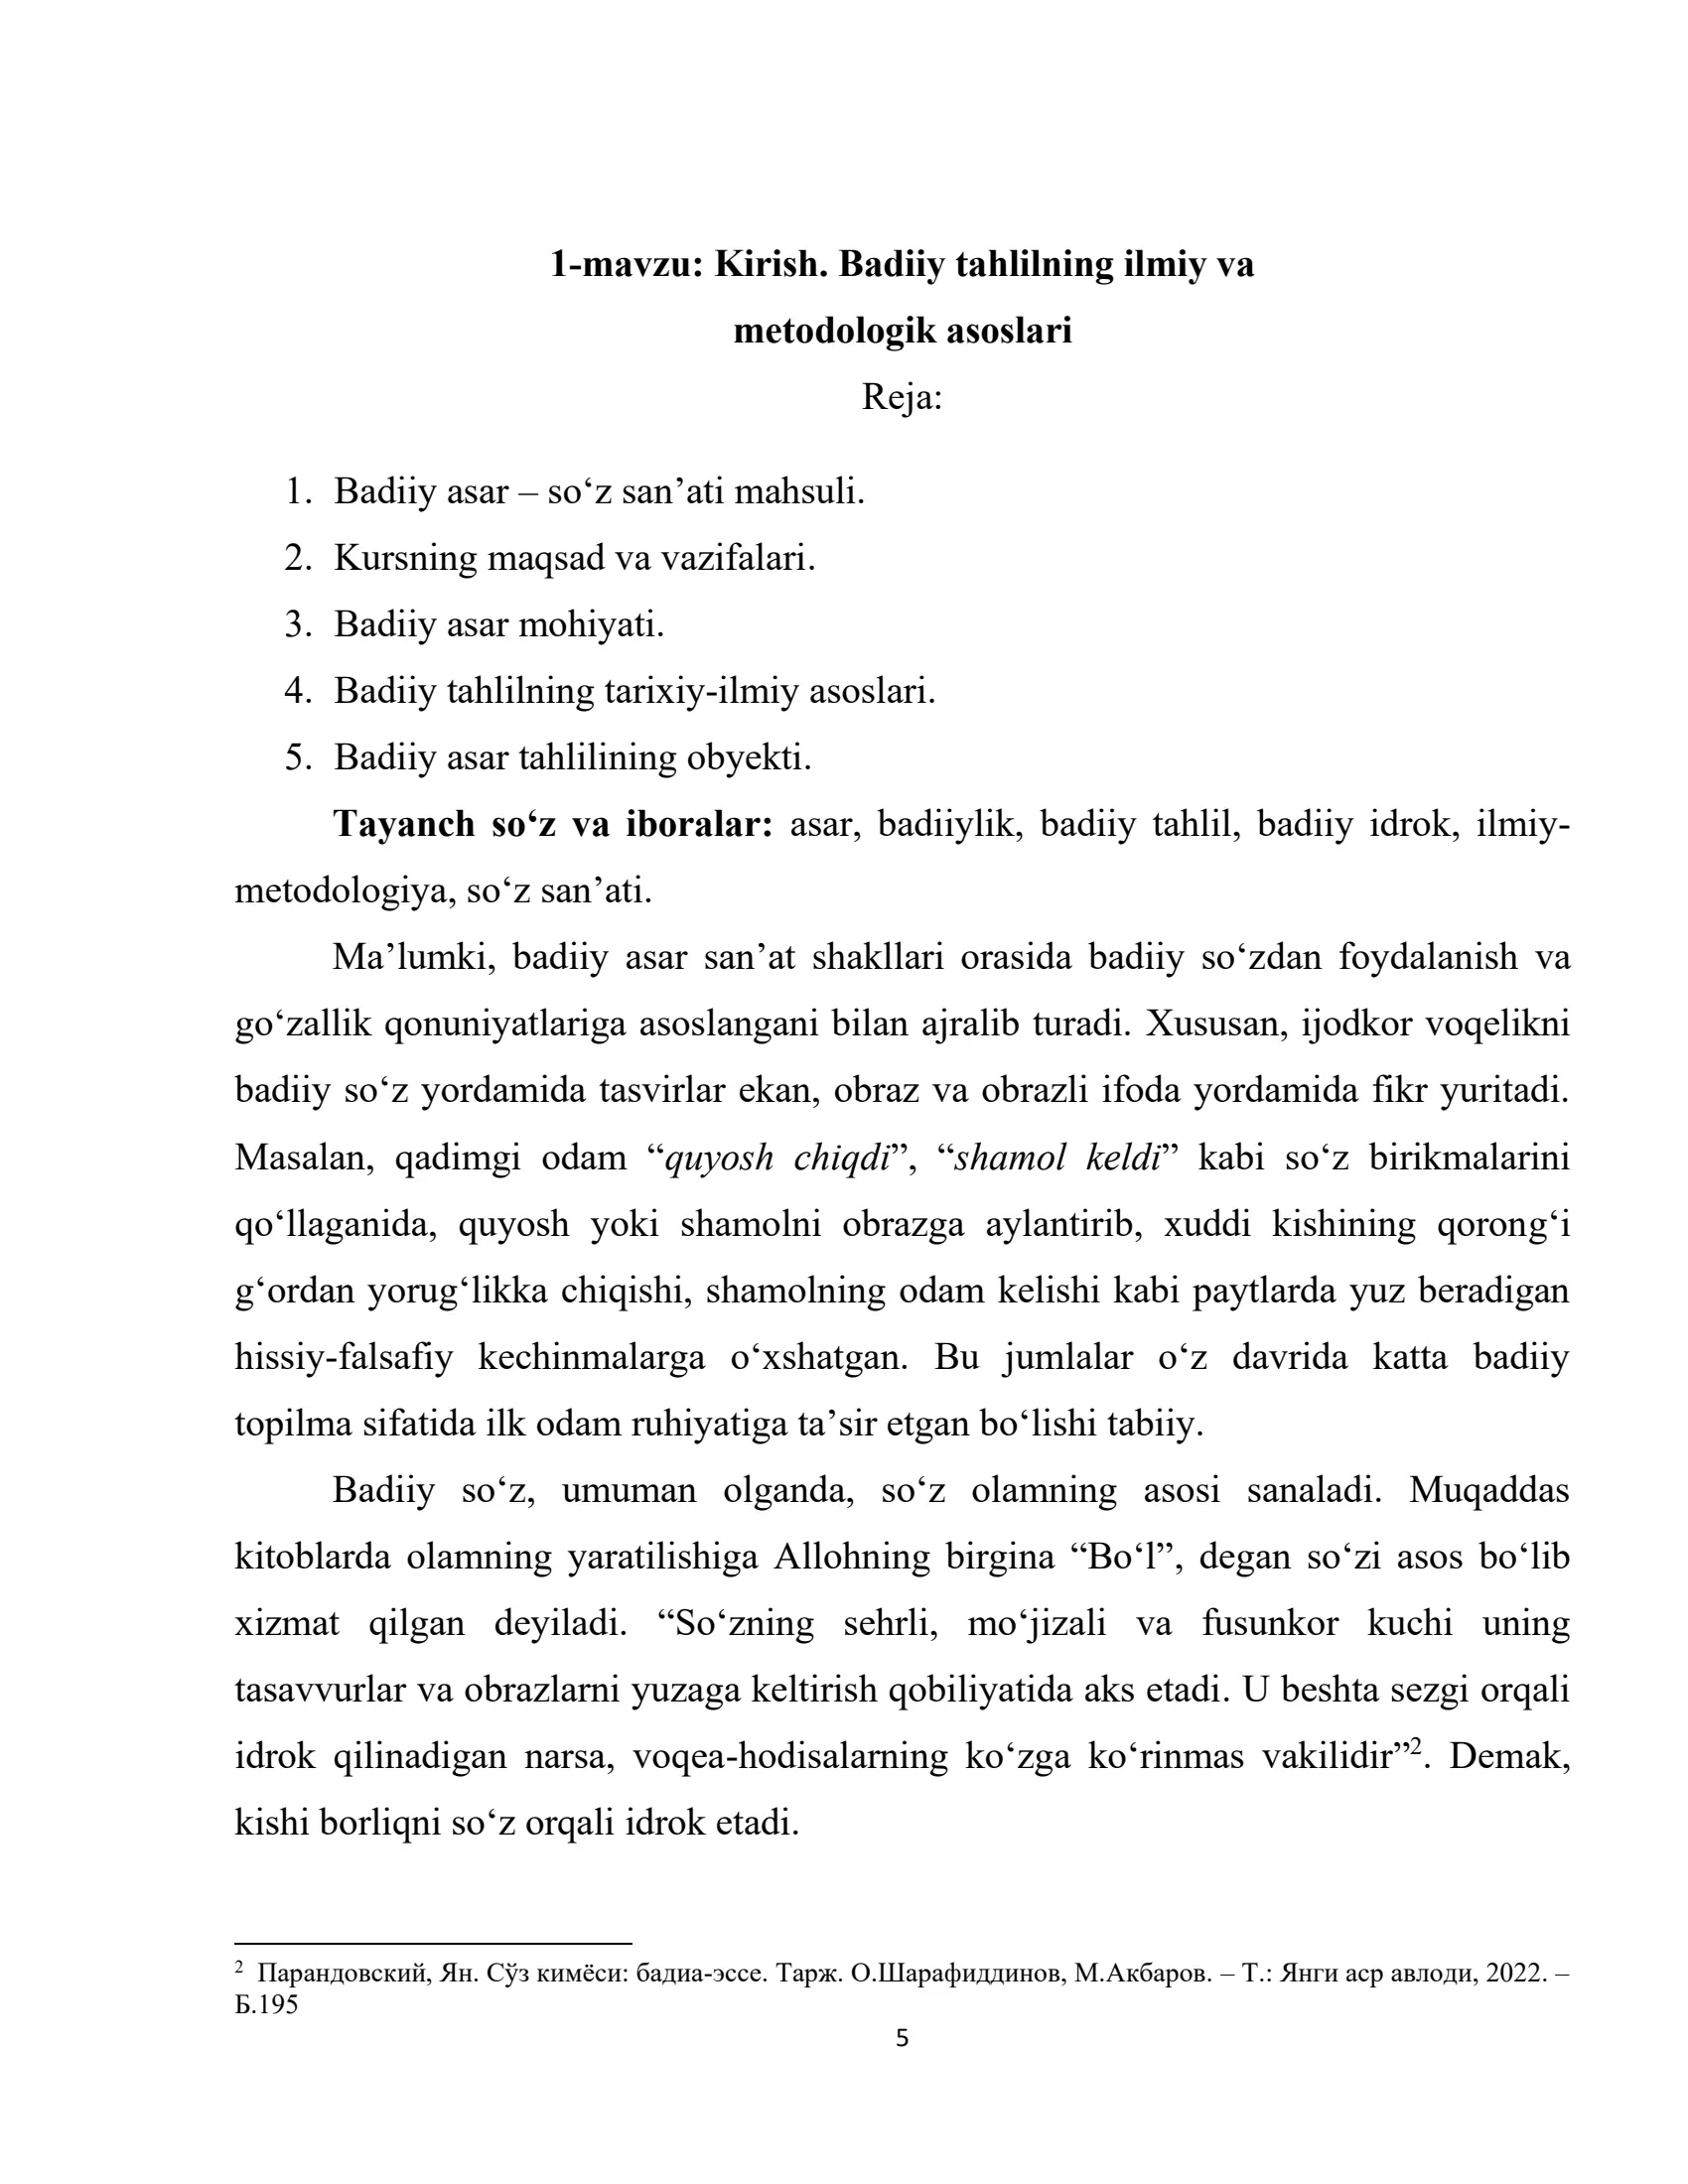 1-mavzu: Kirish. Badiiy tahlilning ilmiy va
metodologik asoslari
Reja:
1. Badiiy asar – so‘z san’ati mahsuli.
2. Kursning maqsad va vazifalari.
3. Badiiy asar mohiyati.
4. Badiiy tahlilning tarixiy-ilmiy asoslari.
5. Badiiy asar tahlilining obyekti.
Tayanch so‘z va iboralar: asar, badiiylik, badiiy tahlil, badiiy idrok, ilmiy-
metodologiya, so‘z san’ati.
Ma’lumki, badiiy asar san’at shakllari orasida badiiy so‘zdan foydalanish va
go‘zallik qonuniyatlariga asoslangani bilan ajralib turadi. Xususan, ijodkor voqelikni
badiiy so‘z yordamida tasvirlar ekan, obraz va obrazli ifoda yordamida fikr yuritadi.
Masalan, qadimgi odam “quyosh chiqdi”, “shamol keldi” kabi so‘z birikmalarini
qo‘llaganida, quyosh yoki shamolni obrazga aylantirib, xuddi kishining qorong‘i
g‘ordan yorug‘likka chiqishi, shamolning odam kelishi kabi paytlarda yuz beradigan
hissiy-falsafiy kechinmalarga o‘xshatgan. Bu jumlalar o‘z davrida katta badiiy
topilma sifatida ilk odam ruhiyatiga ta’sir etgan bo‘lishi tabiiy.
Badiiy so‘z, umuman olganda, so‘z olamning asosi sanaladi. Muqaddas
kitoblarda olamning yaratilishiga Allohning birgina “Bo‘l”, degan so‘zi asos bo‘lib
xizmat qilgan deyiladi. “So‘zning sehrli, mo‘jizali va fusunkor kuchi uning
tasavvurlar va obrazlarni yuzaga keltirish qobiliyatida aks etadi. U beshta sezgi orqali
idrok qilinadigan narsa, voqea-hodisalarning ko‘zga ko‘rinmas vakilidir”². Demak,
kishi borliqni so‘z orqali idrok etadi.
² Парандовский, Ян. Сўз кимёси: бадиа-эссе. Тарж. О.Шарафиддинов, М.Акбаров. – Т.: Янги аср авлоди, 2022. –
Б.195
5